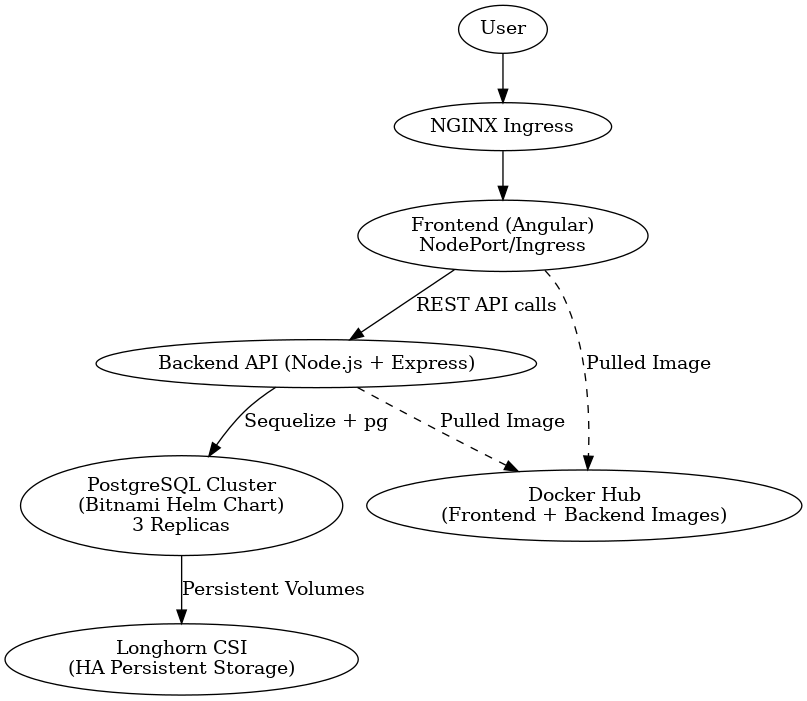 User
NGINX Ingress
Frontend (Angular)
NodePort/Ingress
REST API calls
Backend API (Node.js + Express)
Pulled Image
Sequelize + pg
Pulled Image
PostgreSQL Cluster
(Bitnami Helm Chart)
3 Replicas
Docker Hub
(Frontend + Backend Images)
Persistent Volumes
Longhorn CSI
(HA Persistent Storage)